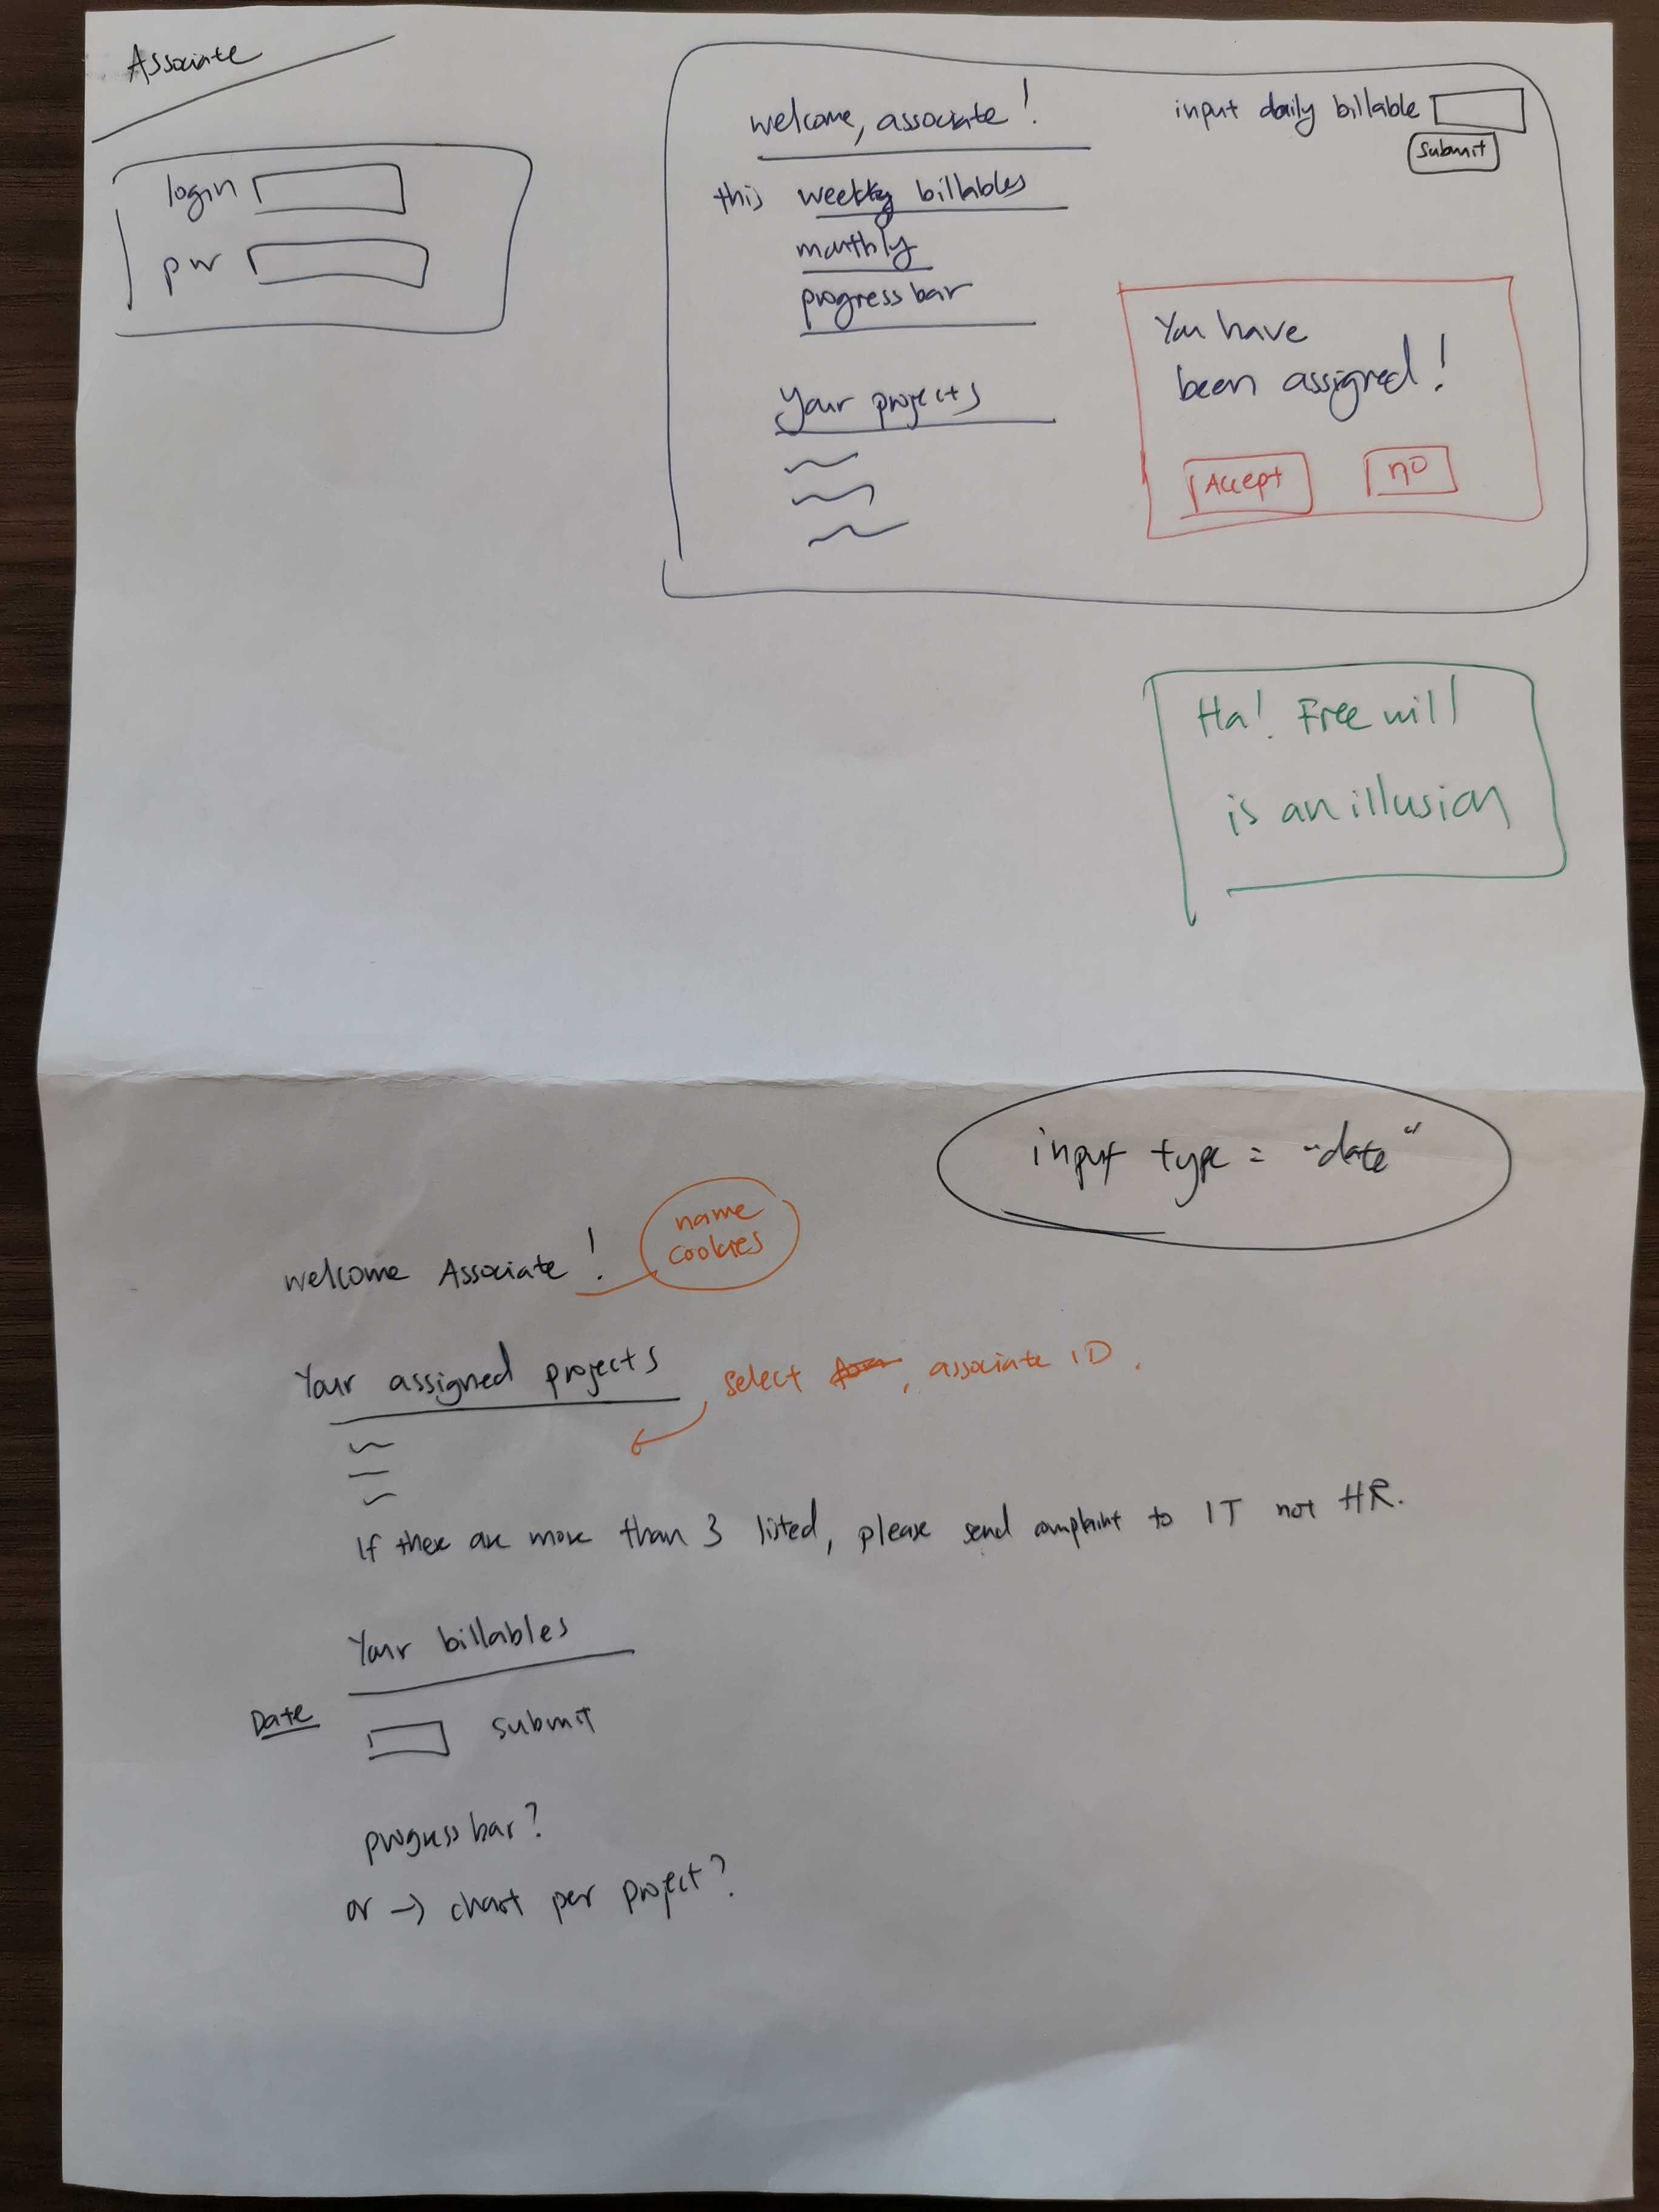 Associate
login
pw
welcome, associate!
input daily billable
submit
this weekly billables
monthly
progress bar
Your projects
You have
been assigned!
Accept
no
Ha! Free will
is an illusion
input type = "date"
name
cookies
welcome Associate!
Your assigned projects
select , associate ID.
If there are more than 3 listed, please send complaint to IT not HR.
Your billables
Date
submit
progress bar?
or → chart per project?